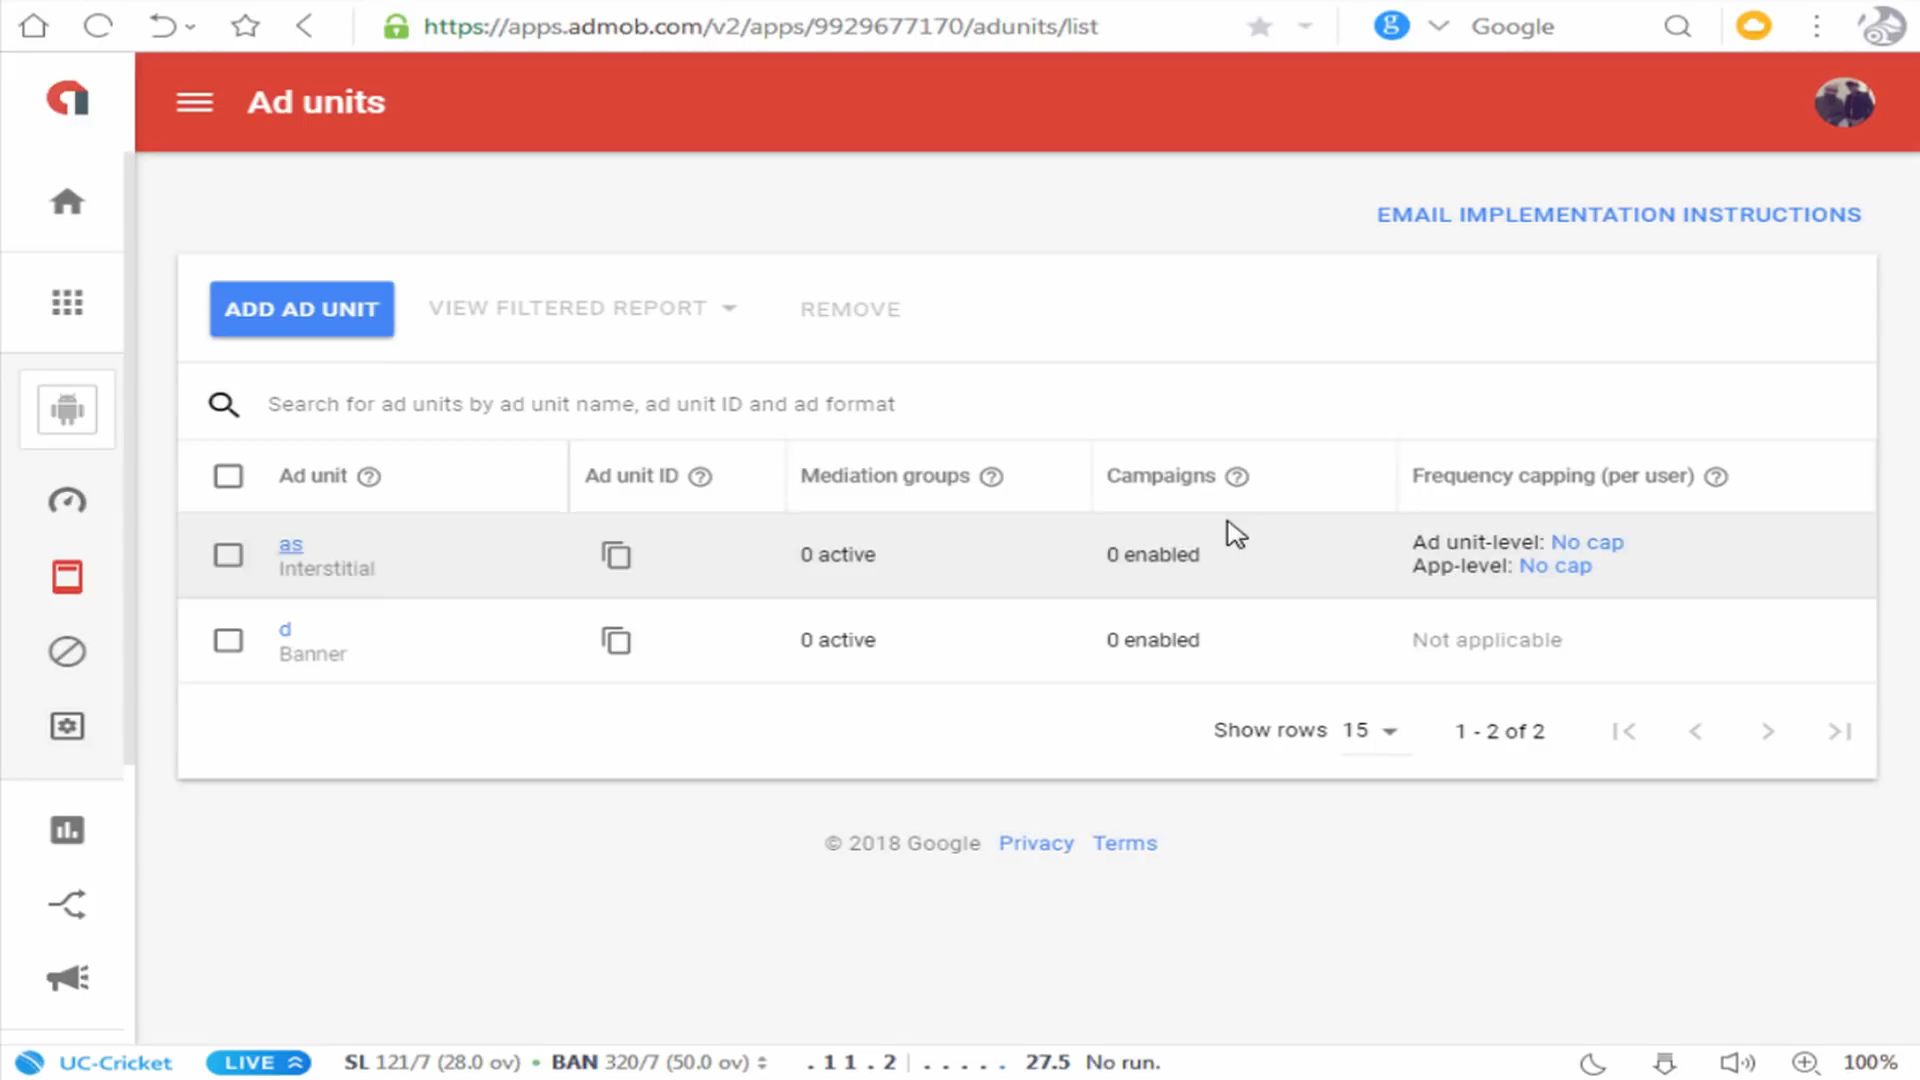 https://apps.admob.com/v2/apps/9929677170/adunits/list
g
Google
Ad units
EMAIL IMPLEMENTATION INSTRUCTIONS
ADD AD UNIT
VIEW FILTERED REPORT
REMOVE
Search for ad units by ad unit name, ad unit ID and ad format
Ad unit ? Ad unit ID ? Mediation groups ? Campaigns ? Frequency capping (per user) ?
as
Interstitial
0 active
0 enabled
Ad unit-level: No cap
App-level: No cap
d
Banner
0 active
0 enabled
Not applicable
Show rows 15 1 - 2 of 2
© 2018 Google Privacy Terms
UC-Cricket LIVE SL 121/7 (28.0 ov) • BAN 320/7 (50.0 ov) . 1 1 . 2 | . . . . . 27.5 No run. 100%